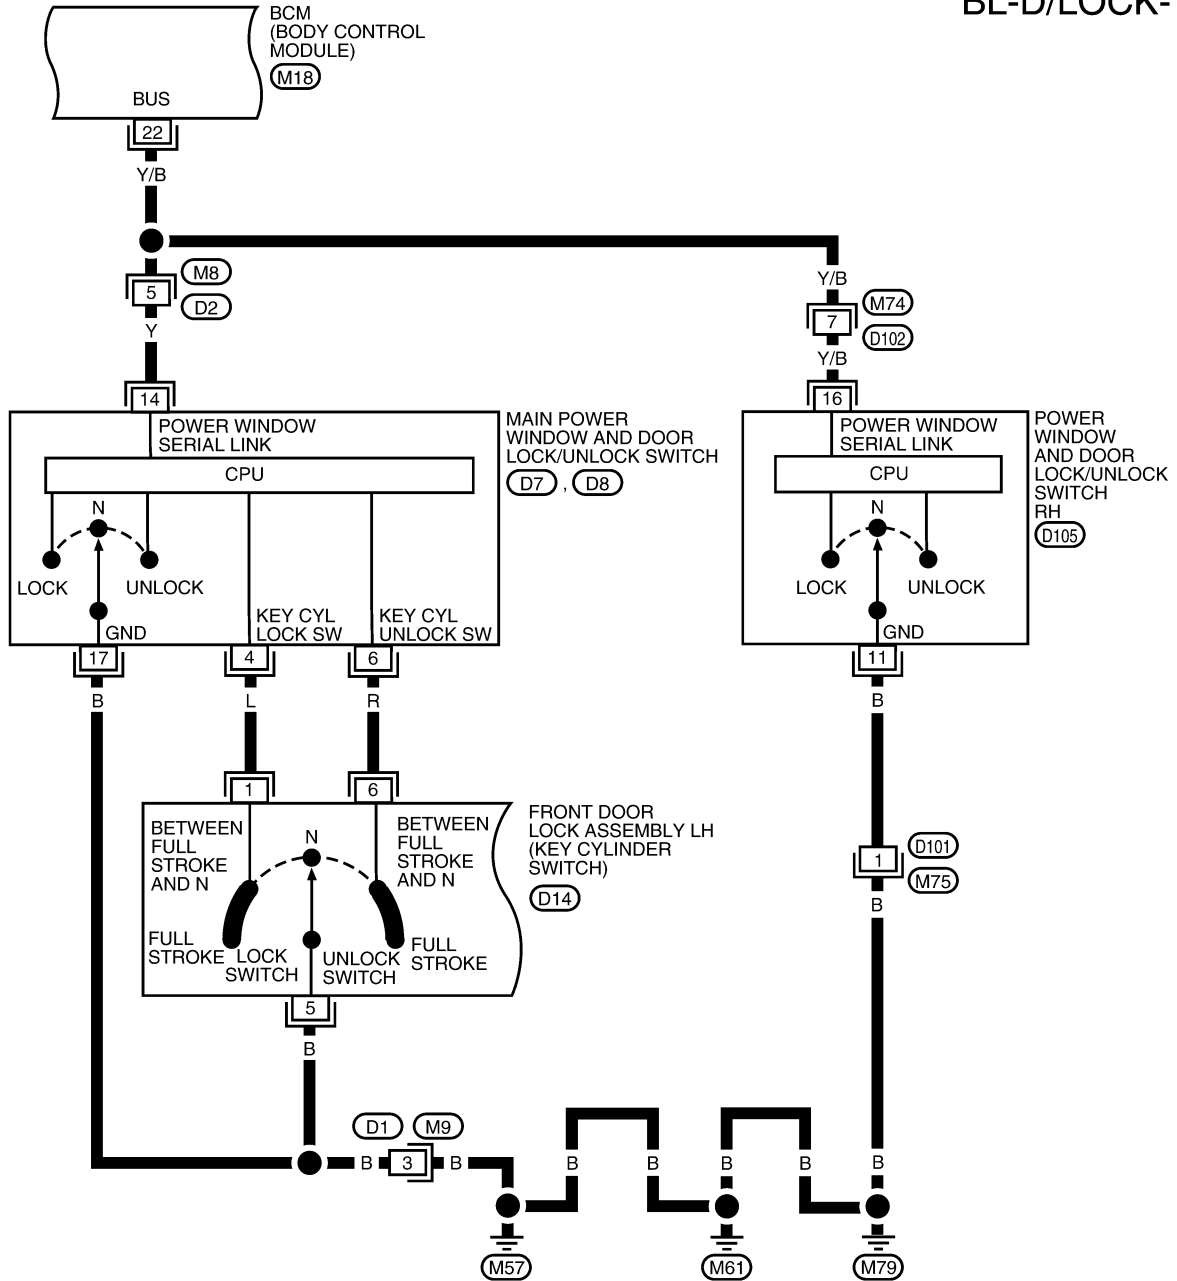 BL-D/LOCK-
BCM
(BODY CONTROL
MODULE)
M18
BUS
22
Y/B
M8
5
D2
Y
14
Y/B
M74
7
D102
Y/B
16
POWER WINDOW
SERIAL LINK
CPU
N
LOCK
UNLOCK
GND
KEY CYL
LOCK SW
KEY CYL
UNLOCK SW
MAIN POWER
WINDOW AND DOOR
LOCK/UNLOCK SWITCH
D7 , D8
POWER WINDOW
SERIAL LINK
CPU
N
LOCK
UNLOCK
GND
POWER
WINDOW
AND DOOR
LOCK/UNLOCK
SWITCH
RH
D105
17
4
6
11
B
L
R
B
1
6
BETWEEN
FULL
STROKE
AND N
N
BETWEEN
FULL
STROKE
AND N
FULL
STROKE
LOCK
SWITCH
UNLOCK
SWITCH
FULL
STROKE
FRONT DOOR
LOCK ASSEMBLY LH
(KEY CYLINDER
SWITCH)
D14
D101
1
M75
B
5
B
D1
M9
B
3
B
B
B
B
B
B
M57
M61
M79